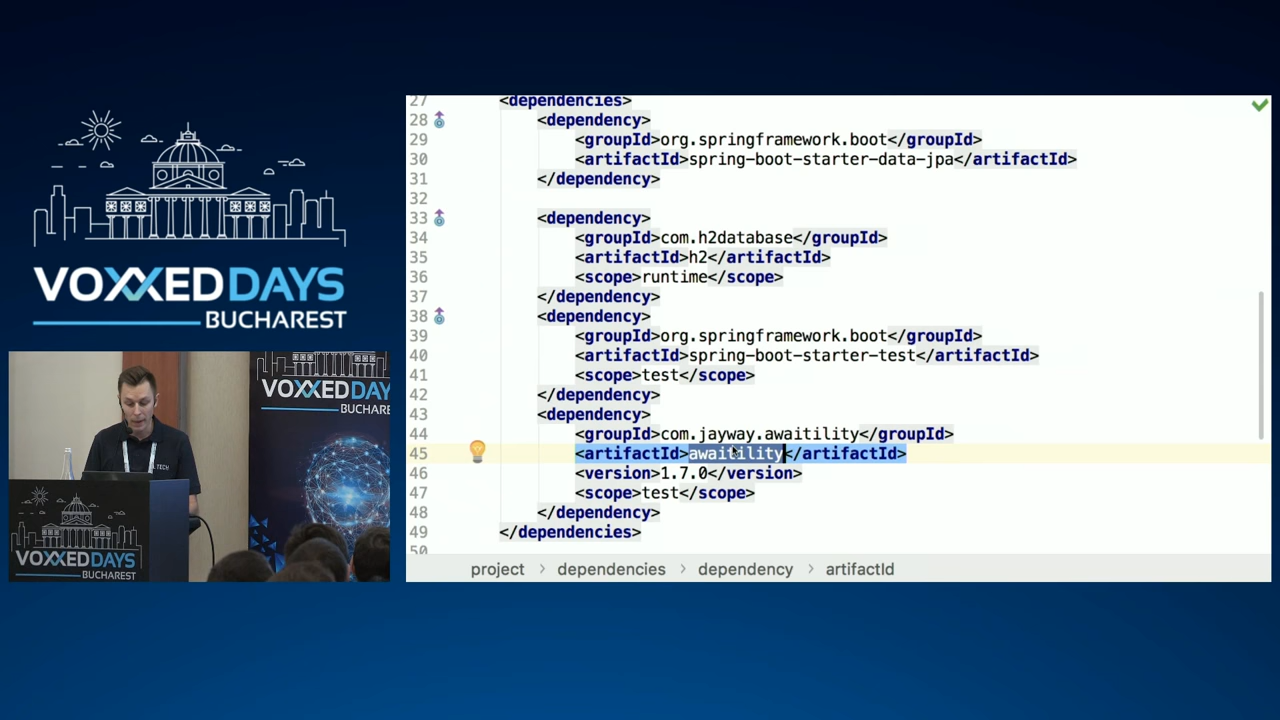 VOXXEDDAYS
BUCHAREST
VOXXEDDAY
BUCHAR
L.TECH
VOXXEDDAYS
BUCHAREST
27 <dependencies>
28 <dependency>
29 <groupId>org.springframework.boot</groupId>
30 <artifactId>spring-boot-starter-data-jpa</artifactId>
31 </dependency>
32
33 <dependency>
34 <groupId>com.h2database</groupId>
35 <artifactId>h2</artifactId>
36 <scope>runtime</scope>
37 </dependency>
38 <dependency>
39 <groupId>org.springframework.boot</groupId>
40 <artifactId>spring-boot-starter-test</artifactId>
41 <scope>test</scope>
42 </dependency>
43 <dependency>
44 <groupId>com.jayway.awaitility</groupId>
45 <artifactId>awaitility</artifactId>
46 <version>1.7.0</version>
47 <scope>test</scope>
48 </dependency>
49 </dependencies>
50
project > dependencies > dependency > artifactId